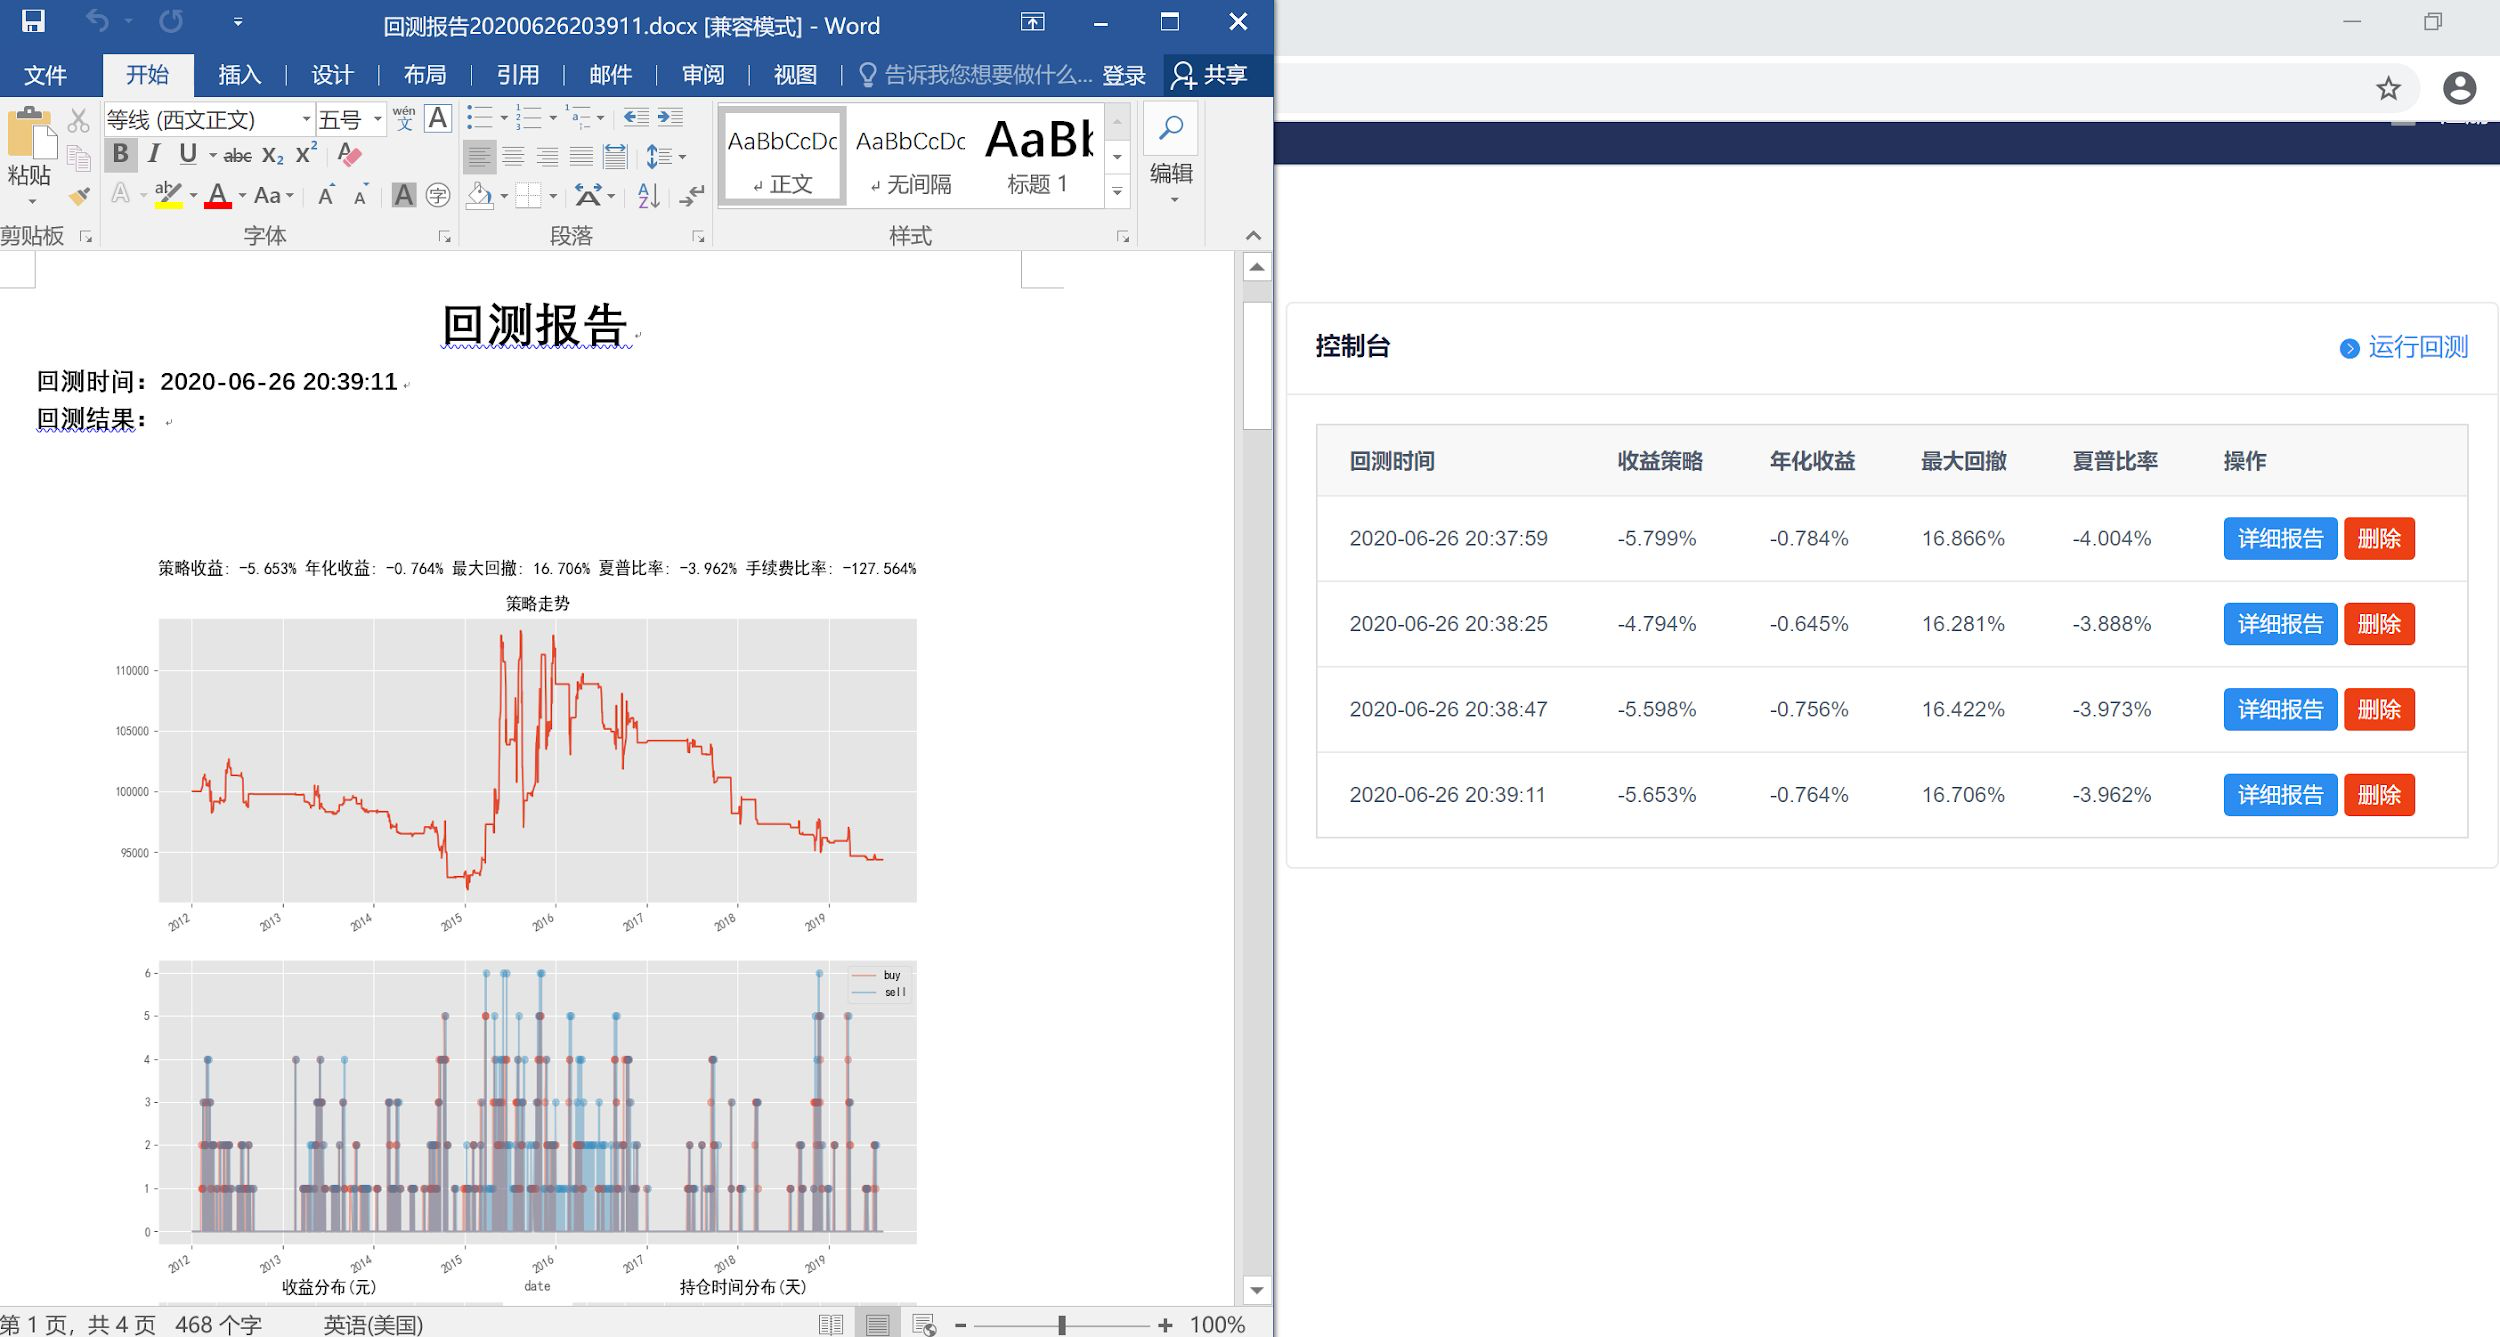 回测报告20200626203911.docx [兼容模式] - Word
文件 开始 插入 设计 布局 引用 邮件 审阅 视图 告诉我您想要做什么... 登录 共享
等线 (西文正文) 五号 wén 文 A
B I U abc X₂ X²
粘贴
A ab A Aa A A A 字 A Z
剪贴板 字体 段落 样式
AaBbCcDc AaBbCcDc AaBb
↲ 正文 ↲ 无间隔 标题 1
编辑
回测报告
回测时间：2020-06-26 20:39:11
回测结果：
策略收益: -5.653% 年化收益: -0.764% 最大回撤: 16.706% 夏普比率: -3.962% 手续费比率: -127.564%
策略走势
110000
105000
100000
95000
2012 2013 2014 2015 2016 2017 2018 2019
buy
sell
6
5
4
3
2
1
0
2012 2013 2014 2015 2016 2017 2018 2019
收益分布(元) date 持仓时间分布(天)
第 1 页，共 4 页 468 个字 英语(美国) 100%
控制台 运行回测
回测时间 收益策略 年化收益 最大回撤 夏普比率 操作
2020-06-26 20:37:59 -5.799% -0.784% 16.866% -4.004% 详细报告 删除
2020-06-26 20:38:25 -4.794% -0.645% 16.281% -3.888% 详细报告 删除
2020-06-26 20:38:47 -5.598% -0.756% 16.422% -3.973% 详细报告 删除
2020-06-26 20:39:11 -5.653% -0.764% 16.706% -3.962% 详细报告 删除